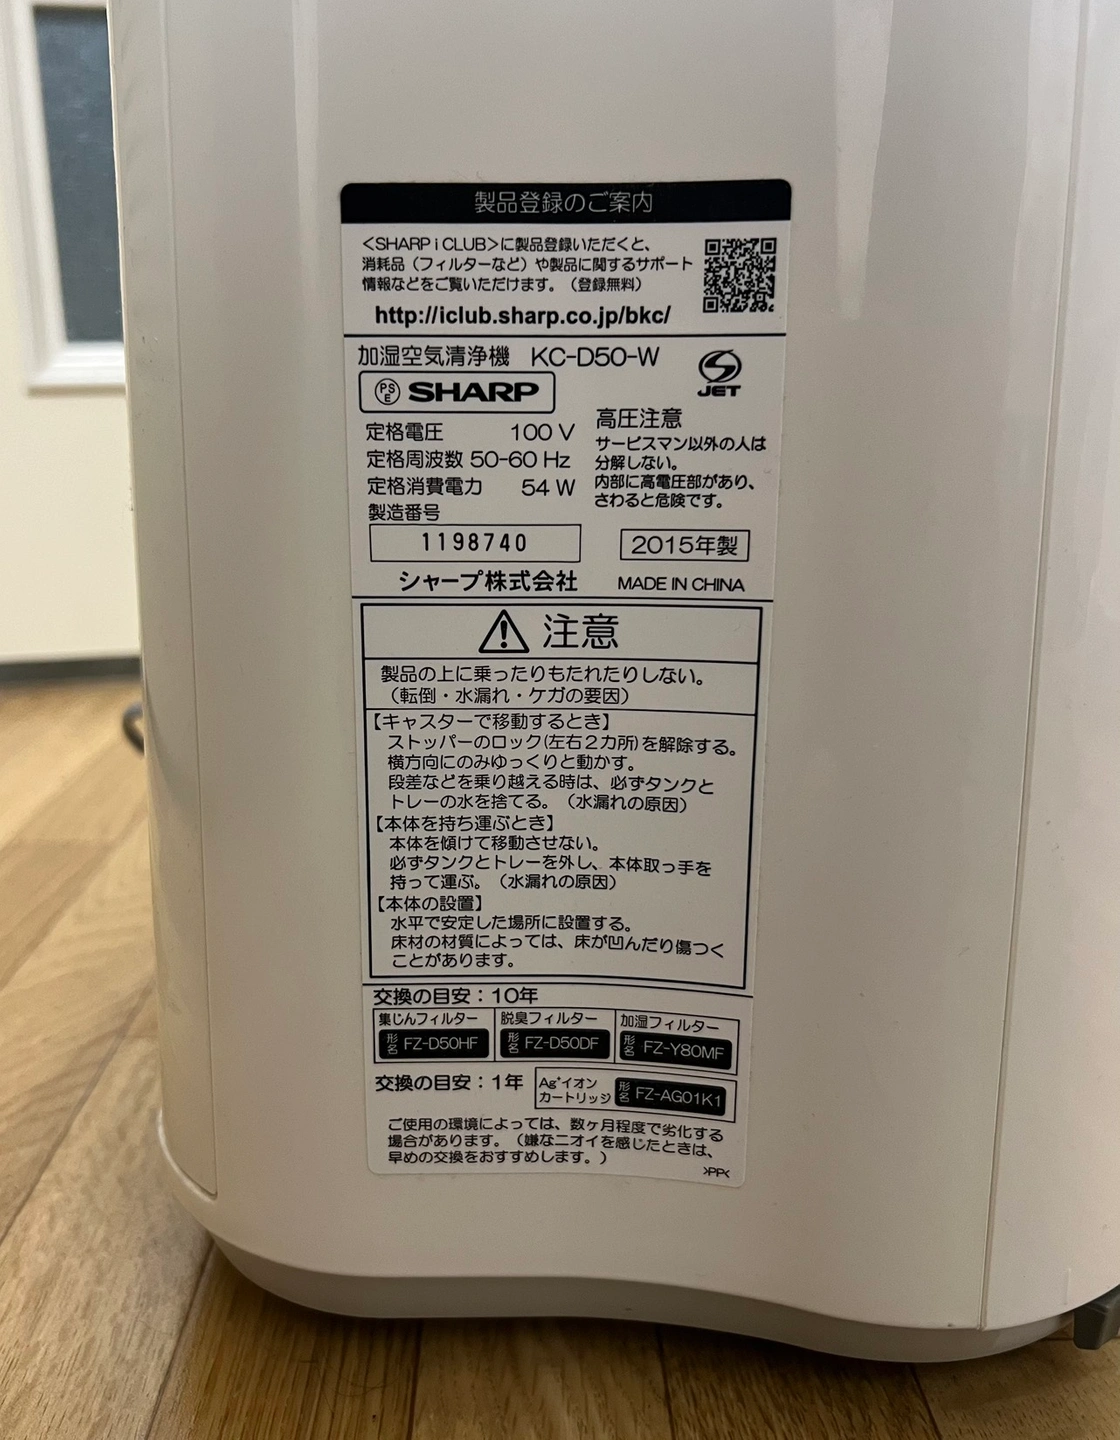 製品登録のご案内
<SHARP i CLUB>に製品登録いただくと、
消耗品（フィルターなど）や製品に関するサポート
情報などをご覧いただけます。（登録無料）
http://iclub.sharp.co.jp/bkc/
加湿空気清浄機 KC-D50-W
JET
PSE SHARP
高圧注意
サービスマン以外の人は
分解しない。
内部に高電圧部があり、
さわると危険です。
定格電圧 100 V
定格周波数 50-60 Hz
定格消費電力 54 W
製造番号
1198740
2015年製
シャープ株式会社 MADE IN CHINA
注意
製品の上に乗ったりもたれたりしない。
（転倒・水漏れ・ケガの要因）
【キャスターで移動するとき】
ストッパーのロック(左右2カ所)を解除する。
横方向にのみゆっくりと動かす。
段差などを乗り越える時は、必ずタンクと
トレーの水を捨てる。（水漏れの原因）
【本体を持ち運ぶとき】
本体を傾けて移動させない。
必ずタンクとトレーを外し、本体取っ手を
持って運ぶ。（水漏れの原因）
【本体の設置】
水平で安定した場所に設置する。
床材の材質によっては、床が凹んだり傷つく
ことがあります。
交換の目安：10年
集じんフィルター
形名 FZ-D50HF
脱臭フィルター
形名 FZ-D50DF
加湿フィルター
形名 FZ-Y80MF
交換の目安：1年
Ag⁺イオン
カートリッジ
形名 FZ-AG01K1
ご使用の環境によっては、数ヶ月程度で劣化する
場合があります。（嫌なニオイを感じたときは、
早めの交換をおすすめします。）
>PP<